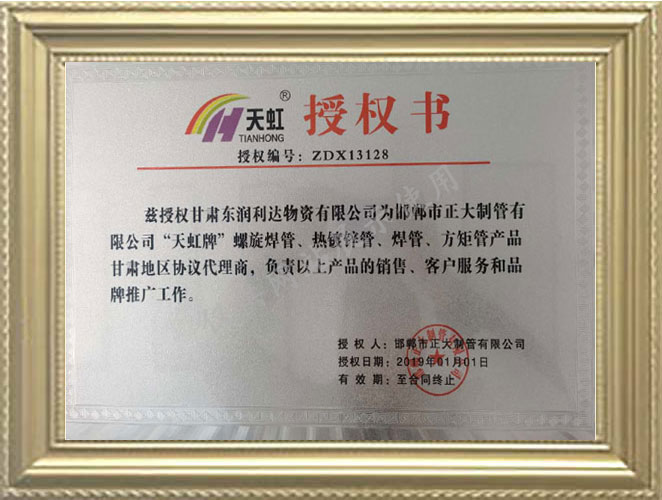 天虹® 授权书
TIANHONG
授权编号：ZDX13128
兹授权甘肃东润利达物资有限公司为邯郸市正大制管有
限公司“天虹牌”螺旋焊管、热镀锌管、焊管、方矩管产品
甘肃地区协议代理商，负责以上产品的销售、客户服务和品
牌推广工作。
授 权 人：邯郸市正大制管有限公司
授权日期：2019年01月01日
有 效 期：至合同终止